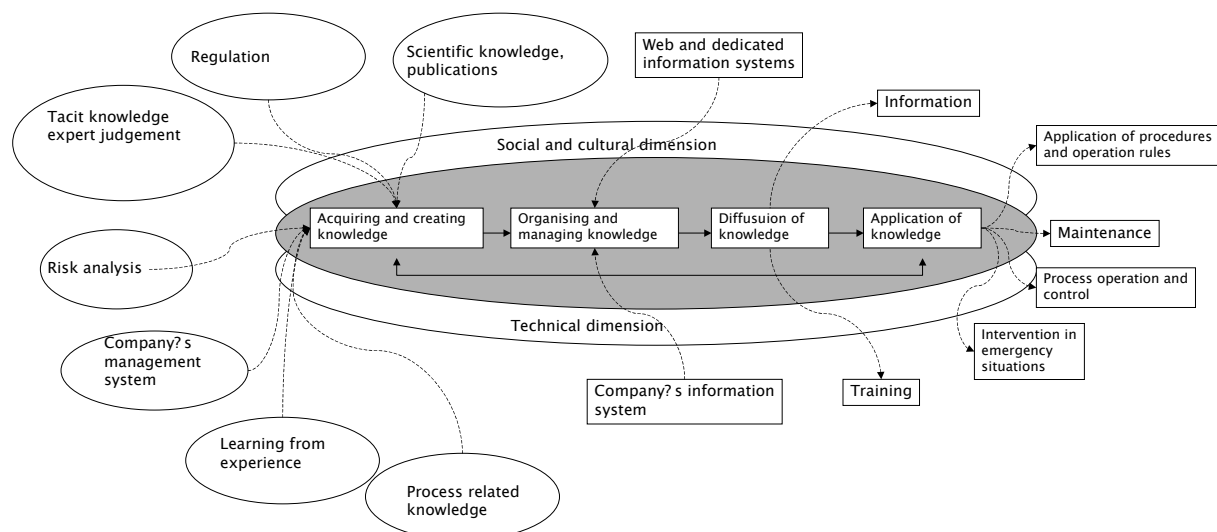 Regulation
Scientific knowledge,
publications
Web and dedicated
information systems
Tacit knowledge
expert judgement
Information
Social and cultural dimension
Application of procedures
and operation rules
Acquiring and creating
knowledge
Organising and
managing knowledge
Diffusuion of
knowledge
Application of
knowledge
Maintenance
Risk analysis
Process operation and
control
Technical dimension
Intervention in
emergency
situations
Company?s
management
system
Company?s information
system
Training
Learning from
experience
Process related
knowledge